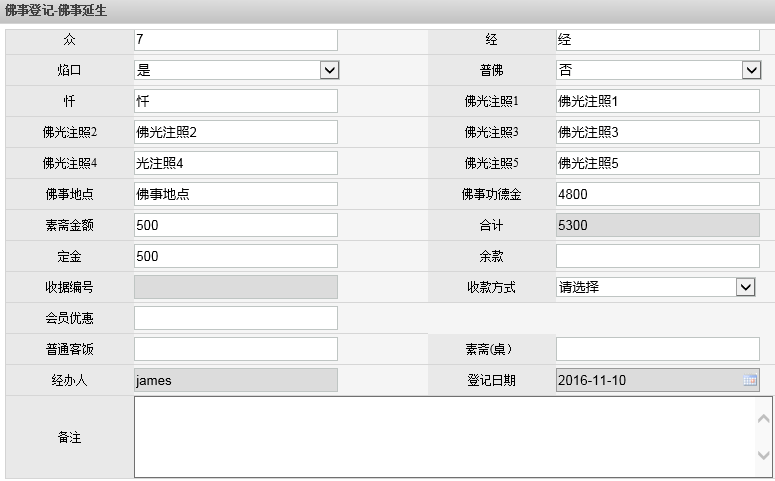 佛事登记-佛事延生
众 7 经 经
焰口 是 普佛 否
忏 忏 佛光注照1 佛光注照1
佛光注照2 佛光注照2 佛光注照3 佛光注照3
佛光注照4 光注照4 佛光注照5 佛光注照5
佛事地点 佛事地点 佛事功德金 4800
素斋金额 500 合计 5300
定金 500 余款
收据编号 收款方式 请选择
会员优惠
普通客饭 素斋(桌）
经办人 james 登记日期 2016-11-10
备注